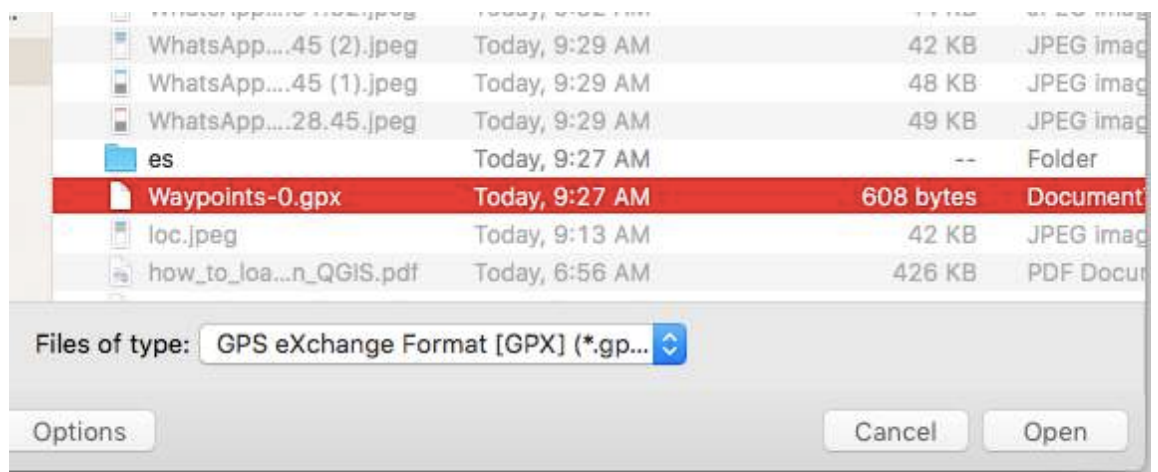 WhatsApp....45 (2).jpeg Today, 9:29 AM 42 KB JPEG imag
WhatsApp....45 (1).jpeg Today, 9:29 AM 48 KB JPEG imag
WhatsApp....28.45.jpeg Today, 9:29 AM 49 KB JPEG imag
es Today, 9:27 AM -- Folder
Waypoints-0.gpx Today, 9:27 AM 608 bytes Document
loc.jpeg Today, 9:13 AM 42 KB JPEG imag
how_to_loa...n_QGIS.pdf Today, 6:56 AM 426 KB PDF Docu
Files of type: GPS eXchange Format [GPX] (*.gp...
Options Cancel Open